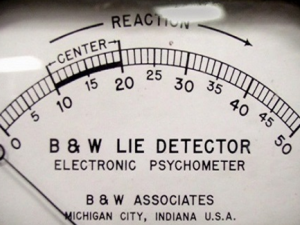 REACTION
CENTER
0 5 10 15 20 25 30 35 40 45 50
B & W LIE DETECTOR
ELECTRONIC PSYCHOMETER
B & W ASSOCIATES
MICHIGAN CITY, INDIANA U.S.A.